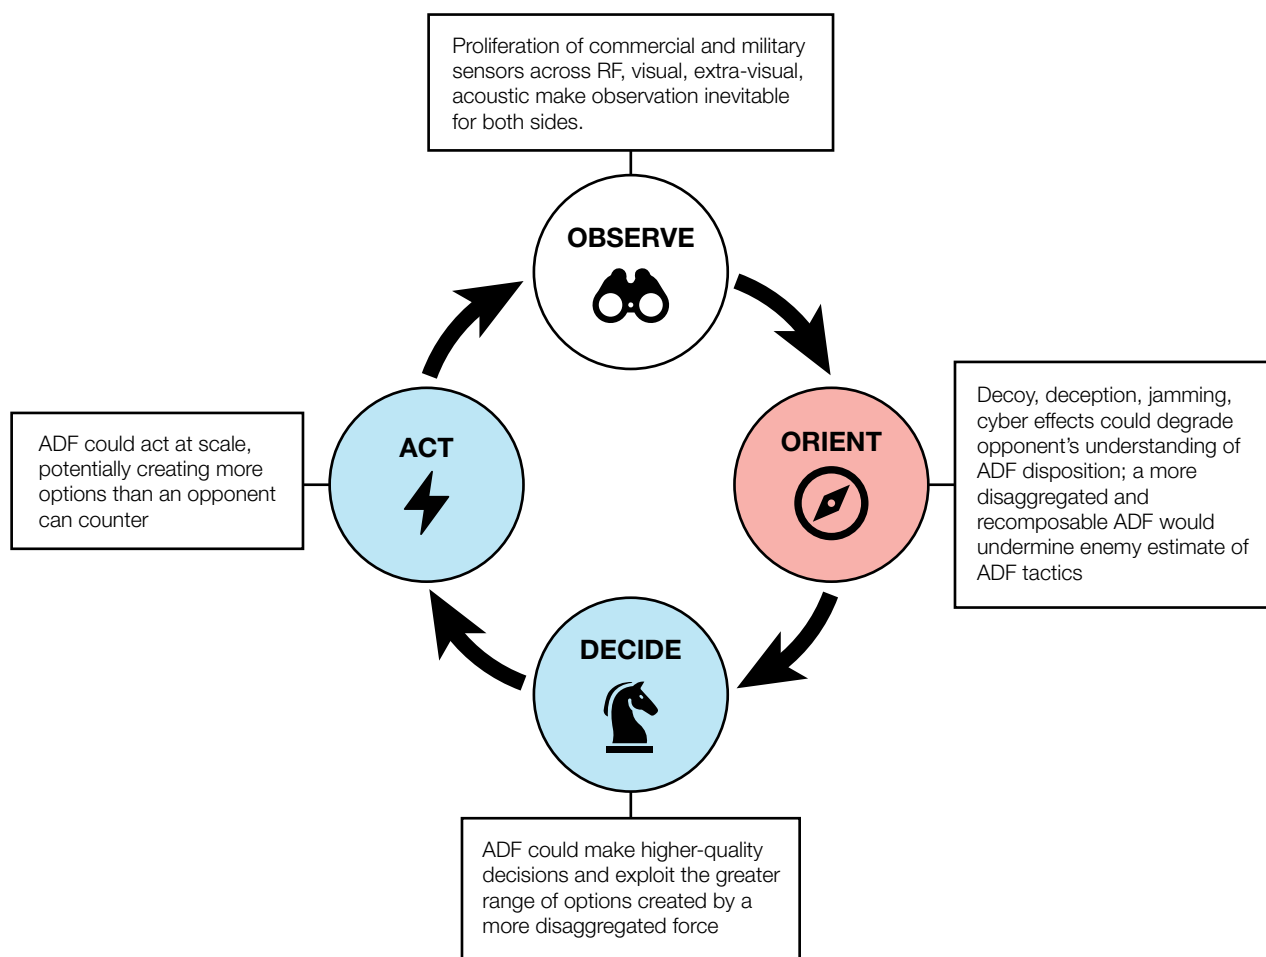 Proliferation of commercial and military
sensors across RF, visual, extra-visual,
acoustic make observation inevitable
for both sides.
OBSERVE
Decoy, deception, jamming,
cyber effects could degrade
opponent’s understanding of
ADF disposition; a more
disaggregated and
recomposable ADF would
undermine enemy estimate of
ADF tactics
ORIENT
DECIDE
ADF could make higher-quality
decisions and exploit the greater
range of options created by a
more disaggregated force
ACT
ADF could act at scale,
potentially creating more
options than an opponent
can counter